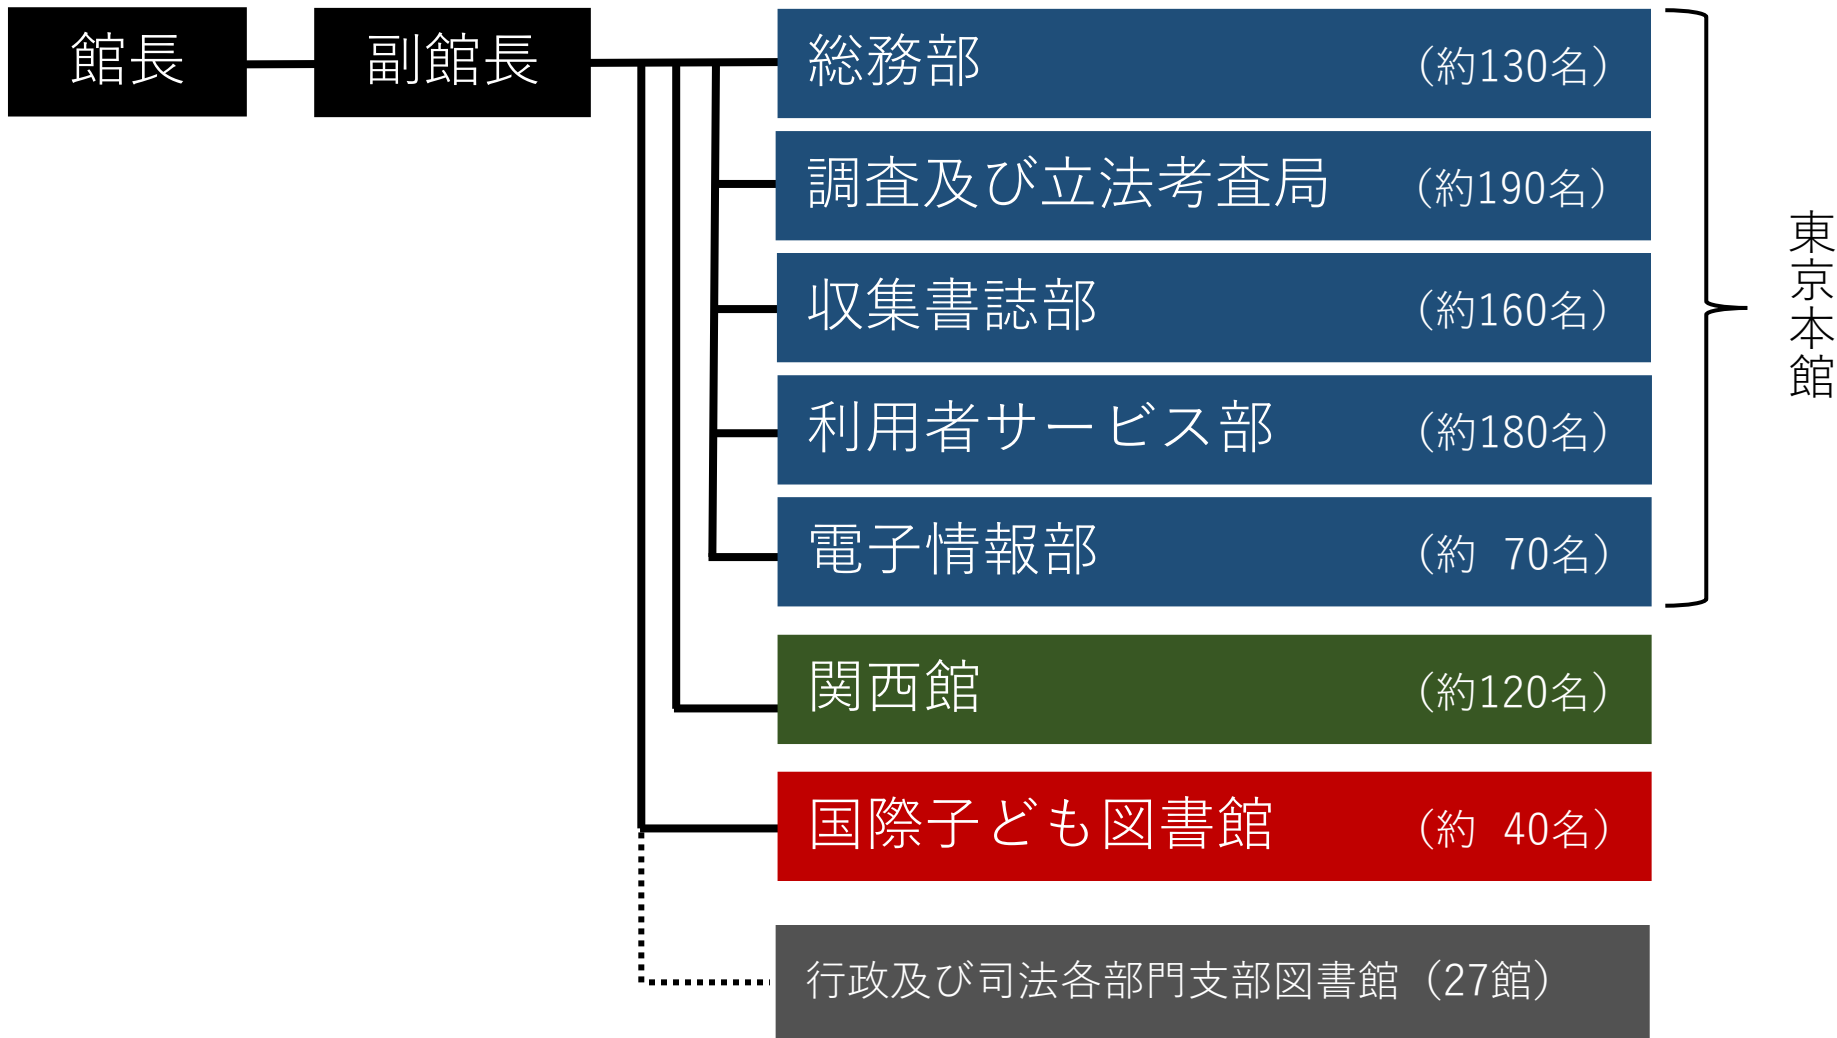 館長
副館長
総務部 （約130名）
調査及び立法考査局 （約190名）
収集書誌部 （約160名）
利用者サービス部 （約180名）
電子情報部 （約 70名）
東京本館
関西館 （約120名）
国際子ども図書館 （約 40名）
行政及び司法各部門支部図書館（27館）